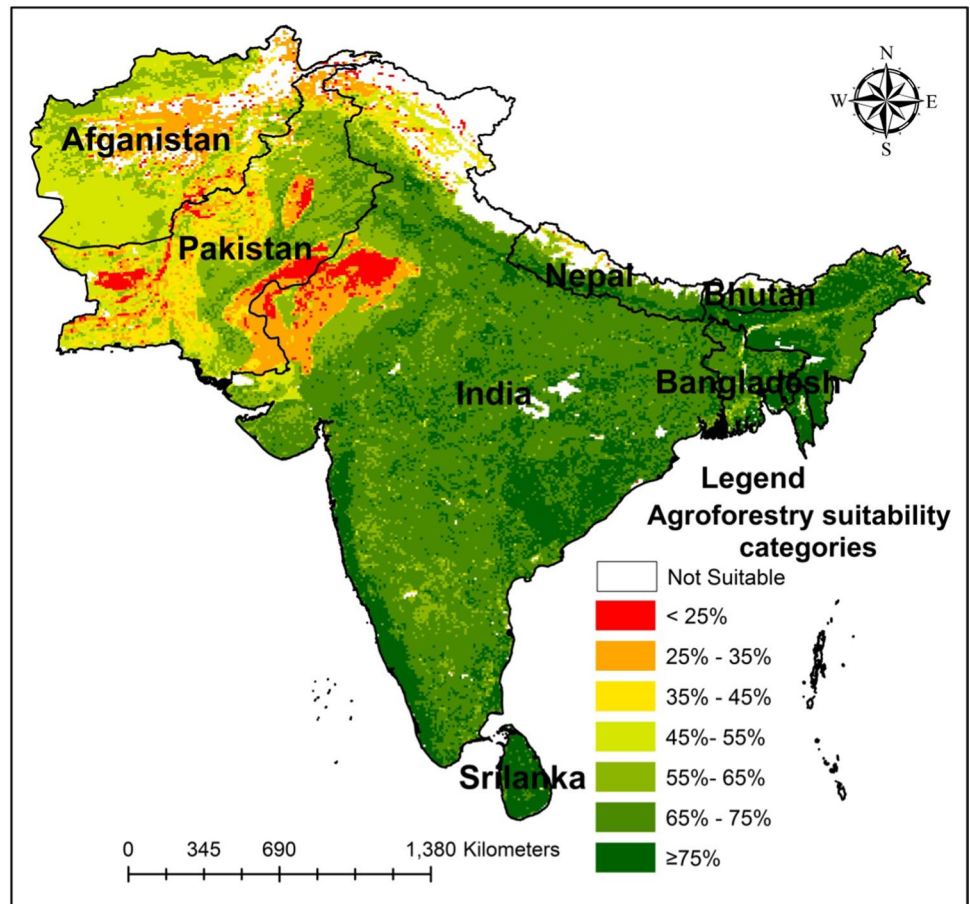 N
W E
S
Afganistan
Pakistan
Nepal
Bhutan
India
Bangladesh
Srilanka
Legend
Agroforestry suitability
categories
Not Suitable
< 25%
25% - 35%
35% - 45%
45%- 55%
55%- 65%
65% - 75%
≥75%
0 345 690 1,380 Kilometers